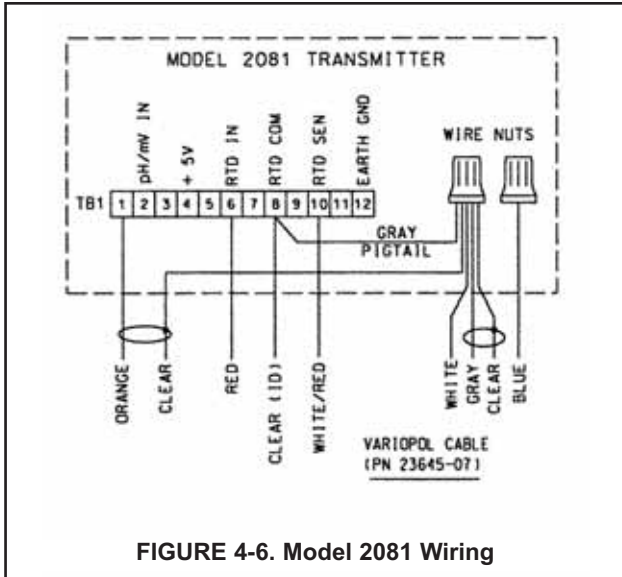 MODEL 2081 TRANSMITTER
pH/mV IN
+ 5V
RTD IN
RTD COM
RTD SEN
EARTH GND
WIRE NUTS
TB1 1 2 3 4 5 6 7 8 9 10 11 12
GRAY
PIGTAIL
ORANGE
CLEAR
RED
CLEAR (ID)
WHITE/RED
WHITE
GRAY
CLEAR
BLUE
VARIOPOL CABLE
(PN 23645-07)
FIGURE 4-6. Model 2081 Wiring